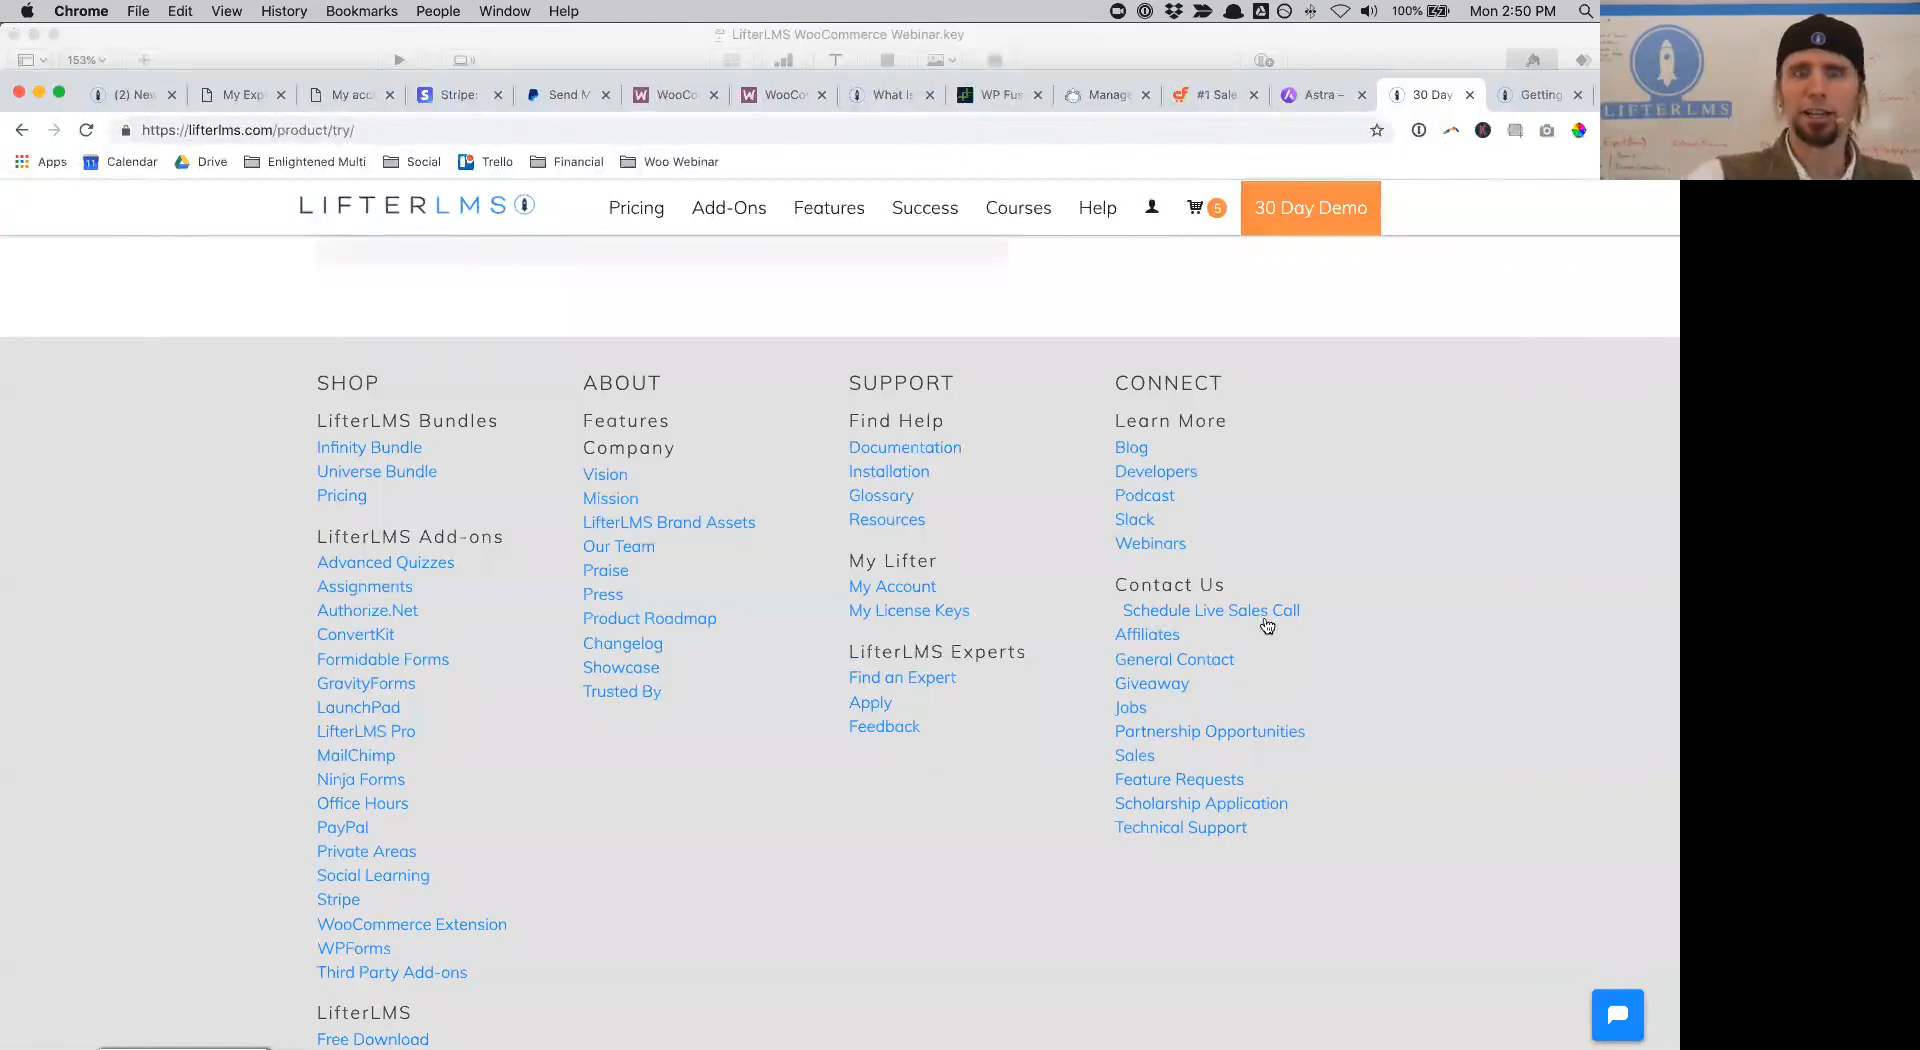 Chrome File Edit View History Bookmarks People Window Help 100% Mon 2:50 PM
LifterLMS WooCommerce Webinar.key
153%
(2) New My Exp My acc Stripe: Send M WooCo WooCo What is WP Fus Manage #1 Sale Astra – 30 Day Getting
https://lifterlms.com/product/try/
Apps Calendar Drive Enlightened Multi Social Trello Financial Woo Webinar
LIFTERLMS
LIFTERLMS Pricing Add-Ons Features Success Courses Help 5 30 Day Demo
SHOP
LifterLMS Bundles
Infinity Bundle
Universe Bundle
Pricing
LifterLMS Add-ons
Advanced Quizzes
Assignments
Authorize.Net
ConvertKit
Formidable Forms
GravityForms
LaunchPad
LifterLMS Pro
MailChimp
Ninja Forms
Office Hours
PayPal
Private Areas
Social Learning
Stripe
WooCommerce Extension
WPForms
Third Party Add-ons
LifterLMS
Free Download
ABOUT
Features
Company
Vision
Mission
LifterLMS Brand Assets
Our Team
Praise
Press
Product Roadmap
Changelog
Showcase
Trusted By
SUPPORT
Find Help
Documentation
Installation
Glossary
Resources
My Lifter
My Account
My License Keys
LifterLMS Experts
Find an Expert
Apply
Feedback
CONNECT
Learn More
Blog
Developers
Podcast
Slack
Webinars
Contact Us
Schedule Live Sales Call
Affiliates
General Contact
Giveaway
Jobs
Partnership Opportunities
Sales
Feature Requests
Scholarship Application
Technical Support